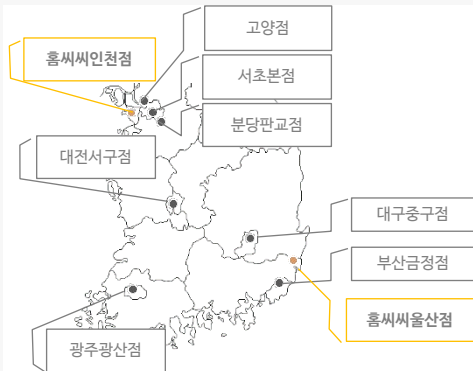 고양점
홈씨씨인천점
서초본점
분당판교점
대전서구점
대구중구점
부산금정점
홈씨씨울산점
광주광산점